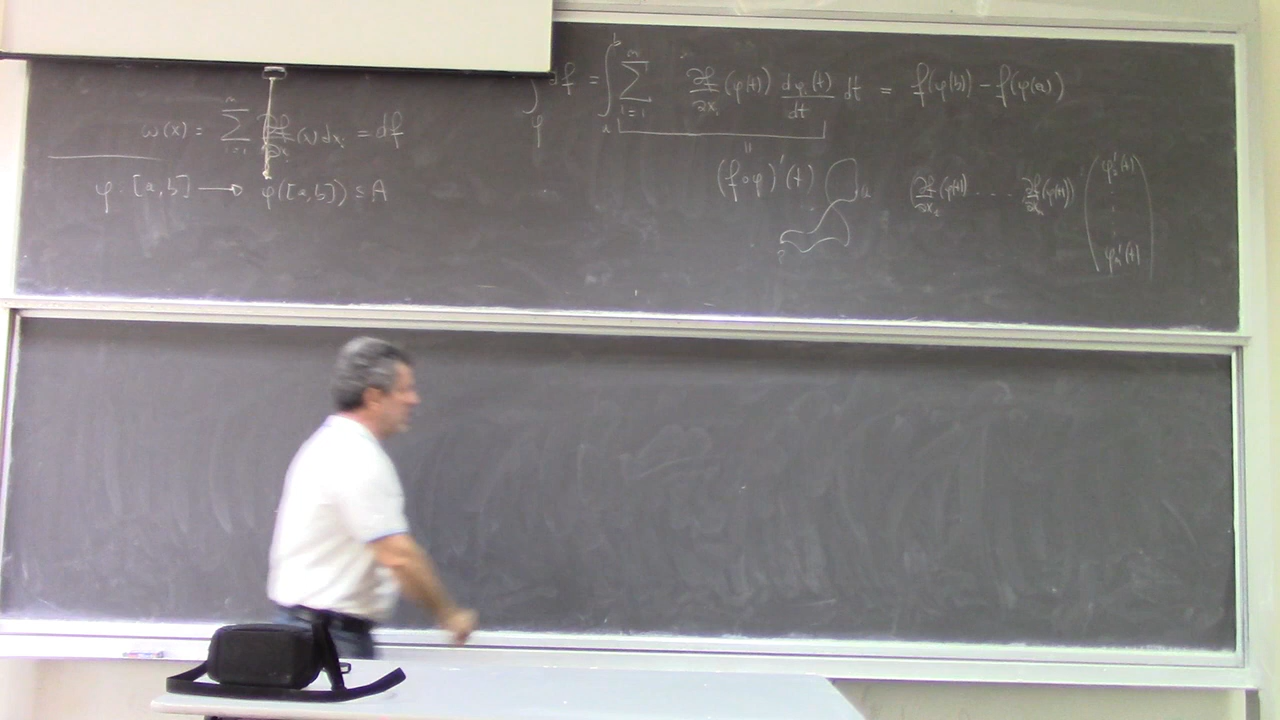 ω(x) = ∑_{i=1}^{n} ∂f/∂x_i (x) dx_i = df
φ : [a,b] → φ([a,b]) ⊆ A
∫_φ df = ∫_a^b ∑_{i=1}^{n} ∂f/∂x_i (φ(t)) dφ_i(t)/dt dt = f(φ(b)) - f(φ(a))
||
(f∘φ)'(t)
(∂f/∂x_1 (φ(t)) . . . ∂f/∂x_n (φ(t))) (φ_1'(t) ⋮ φ_n'(t))